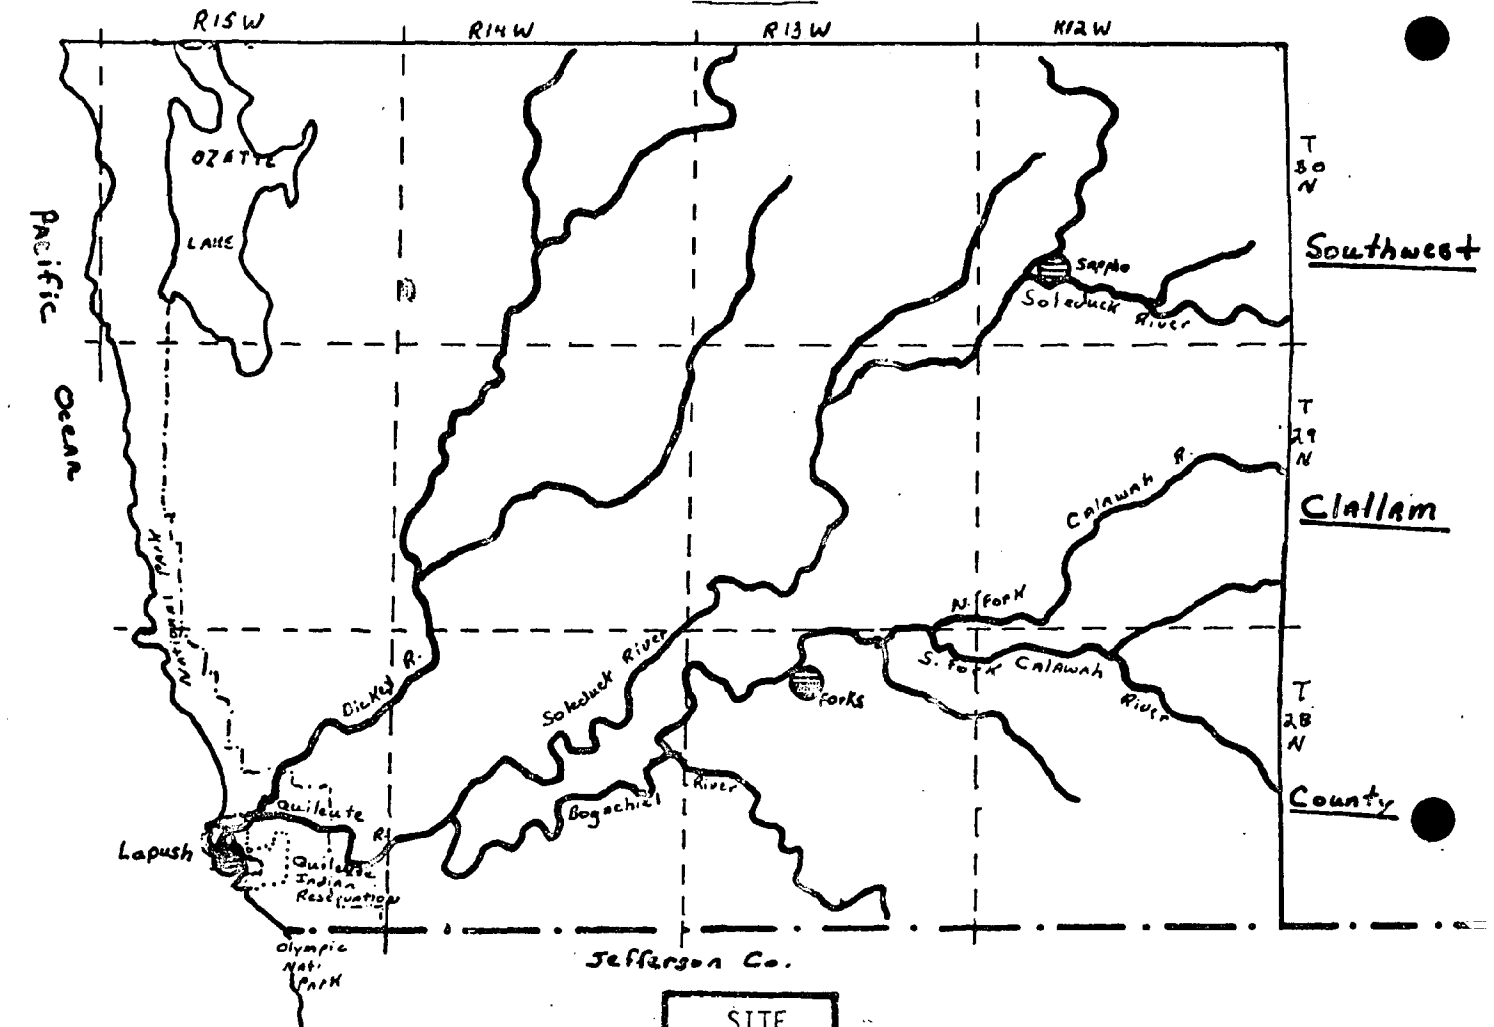 R15W
R14W
R13W
R12W
T
30
N
OZATTE
LAKE
Pacific
Ocean
Southwest
Sappho
Soleduck
River
T
29
N
Calawah R.
Clallam
National Park
N. Fork
S. Fork Calawah
River
Soleduck River
Dickey R.
Forks
T
28
N
County
Bogachiel
River
Quileute
R.
Lapush
Quileute
Indian
Reservation
Olympic
Nat'l
Park
Jefferson Co.
SITE